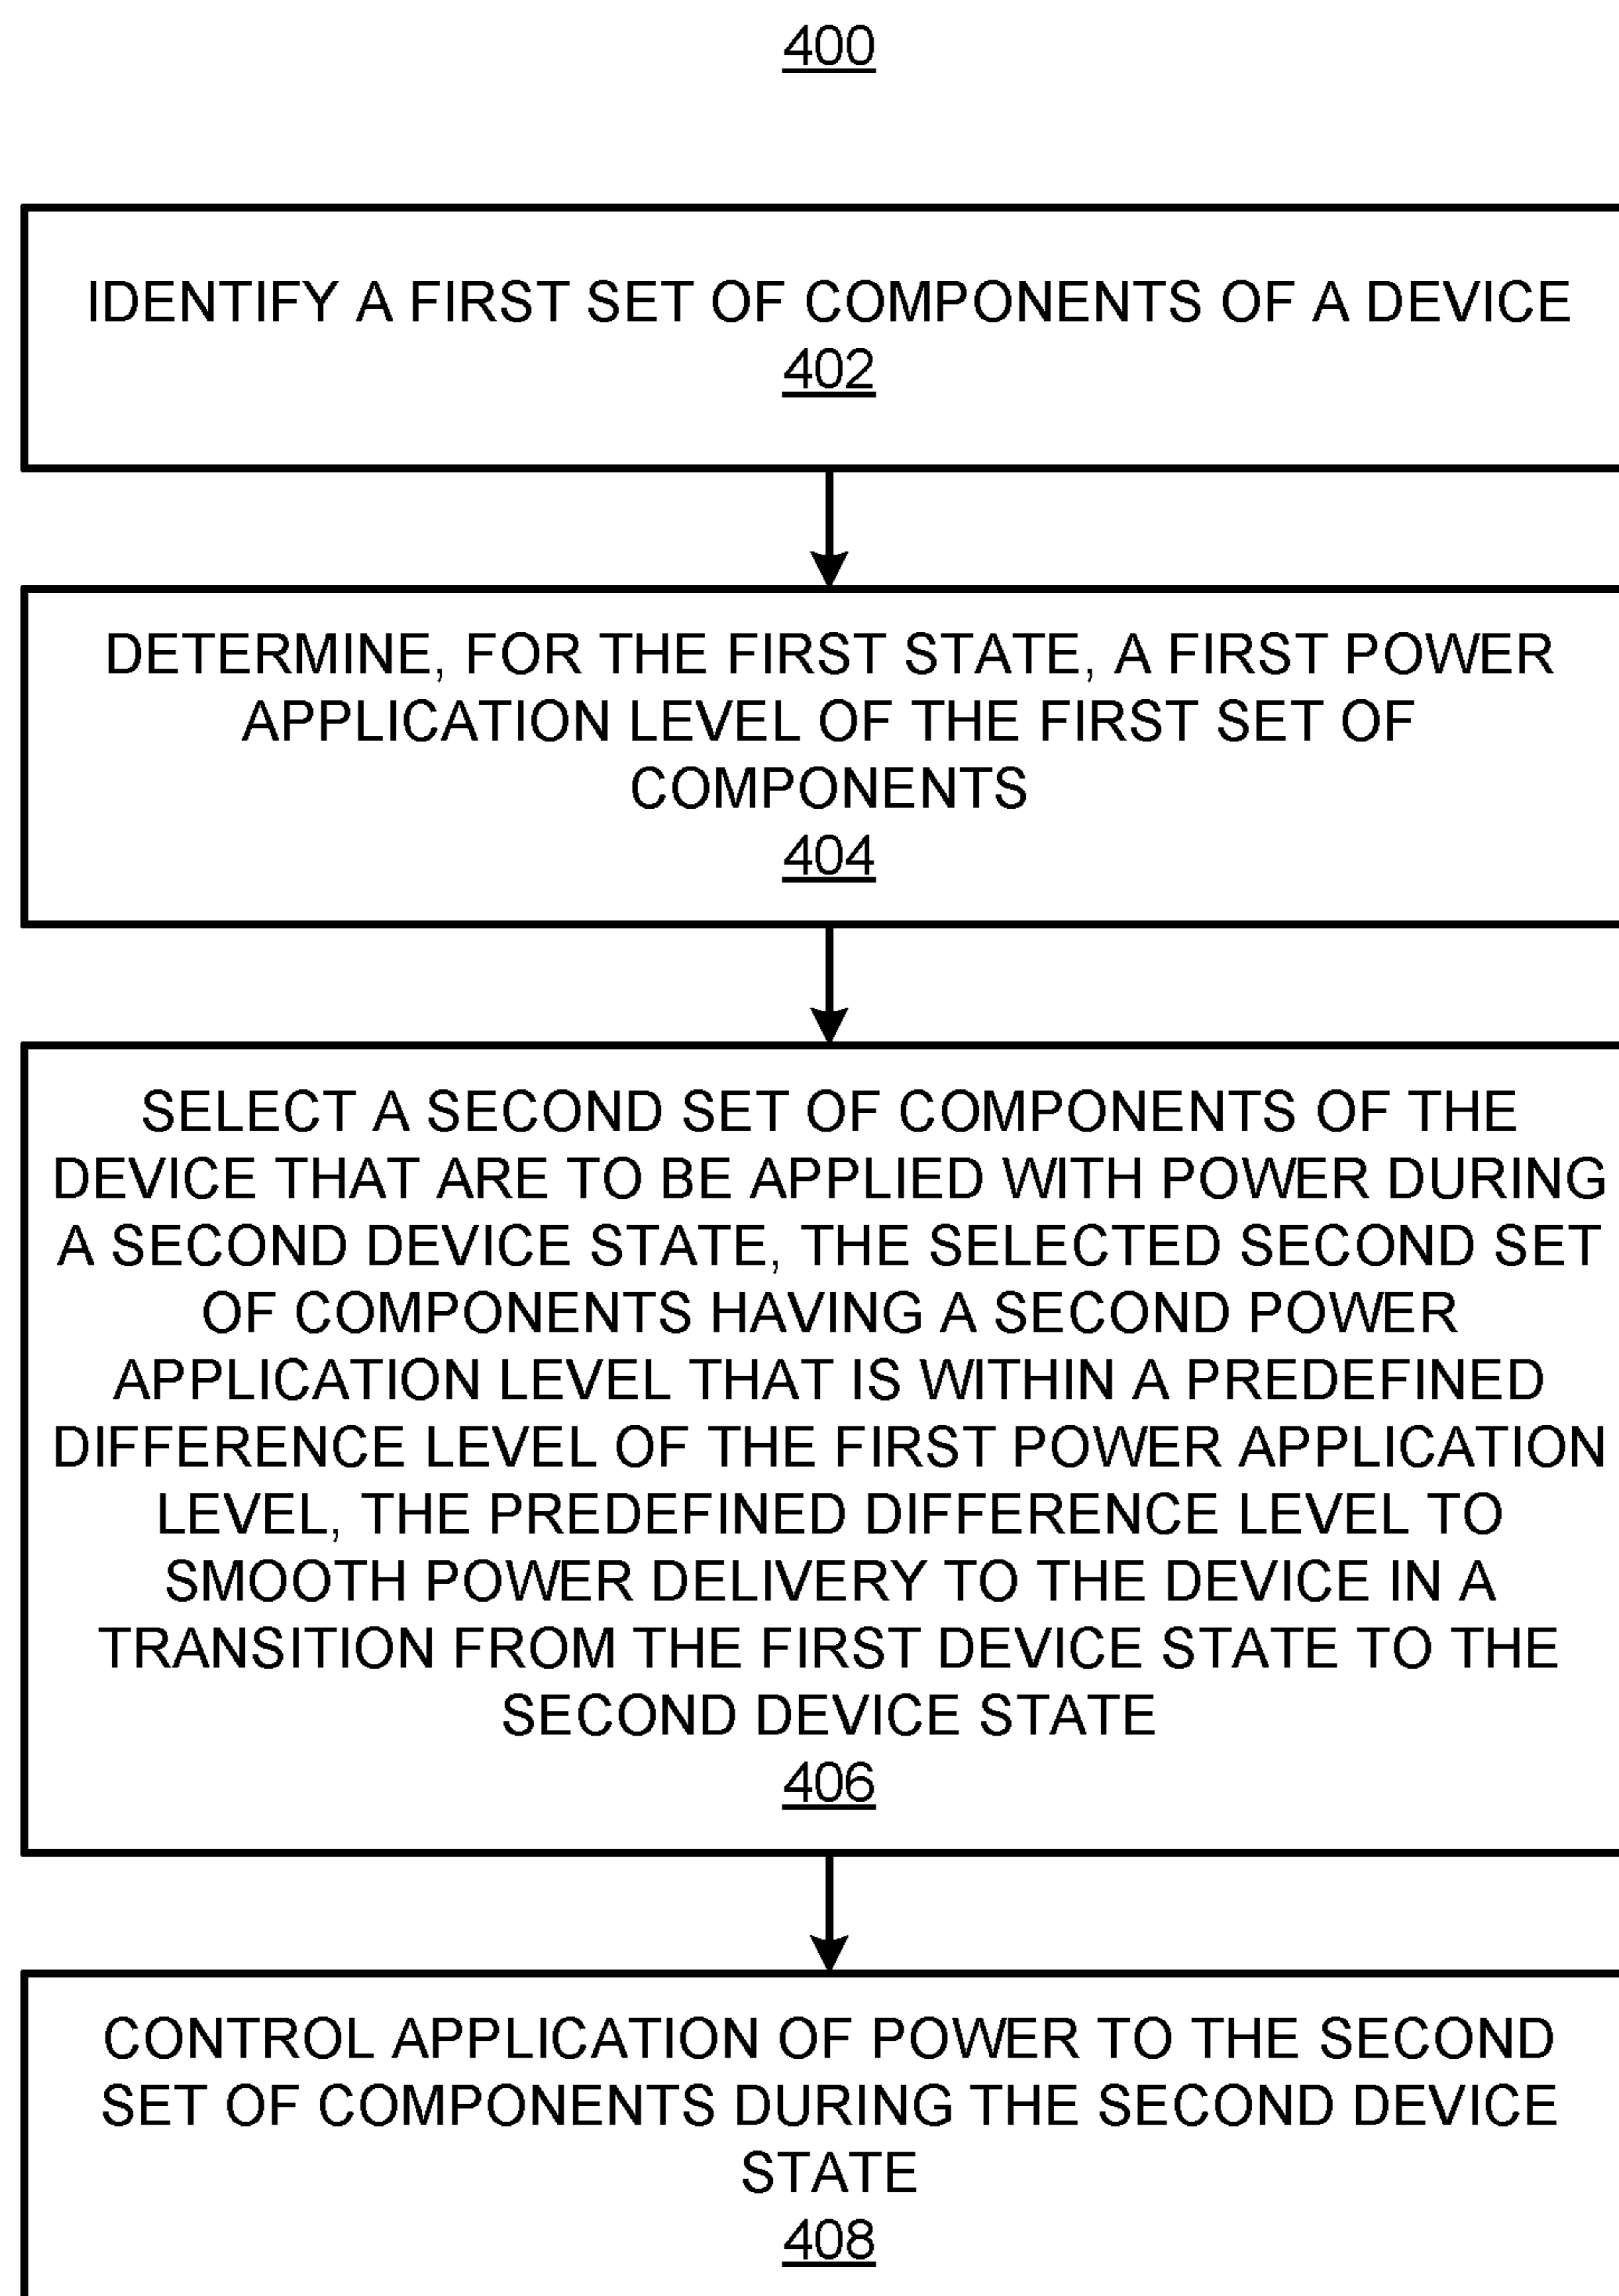 400
IDENTIFY A FIRST SET OF COMPONENTS OF A DEVICE
402
DETERMINE, FOR THE FIRST STATE, A FIRST POWER
APPLICATION LEVEL OF THE FIRST SET OF
COMPONENTS
404
SELECT A SECOND SET OF COMPONENTS OF THE
DEVICE THAT ARE TO BE APPLIED WITH POWER DURING
A SECOND DEVICE STATE, THE SELECTED SECOND SET
OF COMPONENTS HAVING A SECOND POWER
APPLICATION LEVEL THAT IS WITHIN A PREDEFINED
DIFFERENCE LEVEL OF THE FIRST POWER APPLICATION
LEVEL, THE PREDEFINED DIFFERENCE LEVEL TO
SMOOTH POWER DELIVERY TO THE DEVICE IN A
TRANSITION FROM THE FIRST DEVICE STATE TO THE
SECOND DEVICE STATE
406
CONTROL APPLICATION OF POWER TO THE SECOND
SET OF COMPONENTS DURING THE SECOND DEVICE
STATE
408